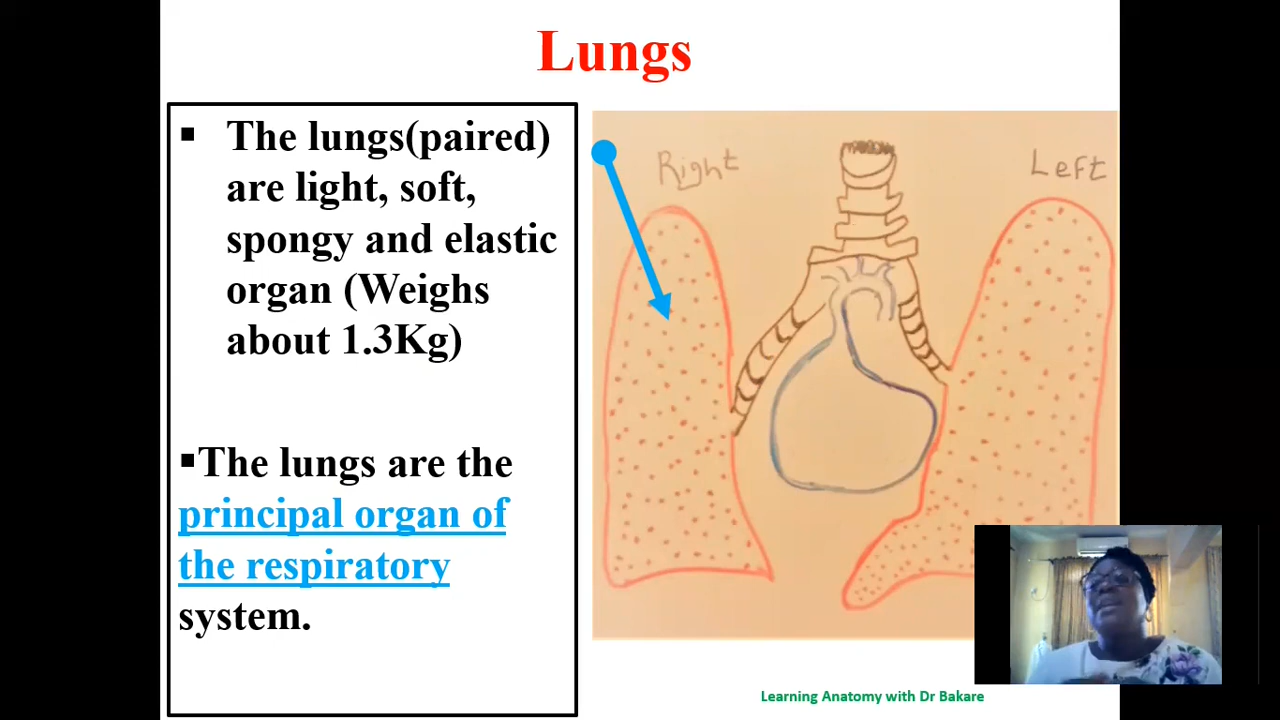 Lungs
▪ The lungs(paired)
are light, soft,
spongy and elastic
organ (Weighs
about 1.3Kg)
▪The lungs are the
principal organ of
the respiratory
system.
Right
Left
Learning Anatomy with Dr Bakare